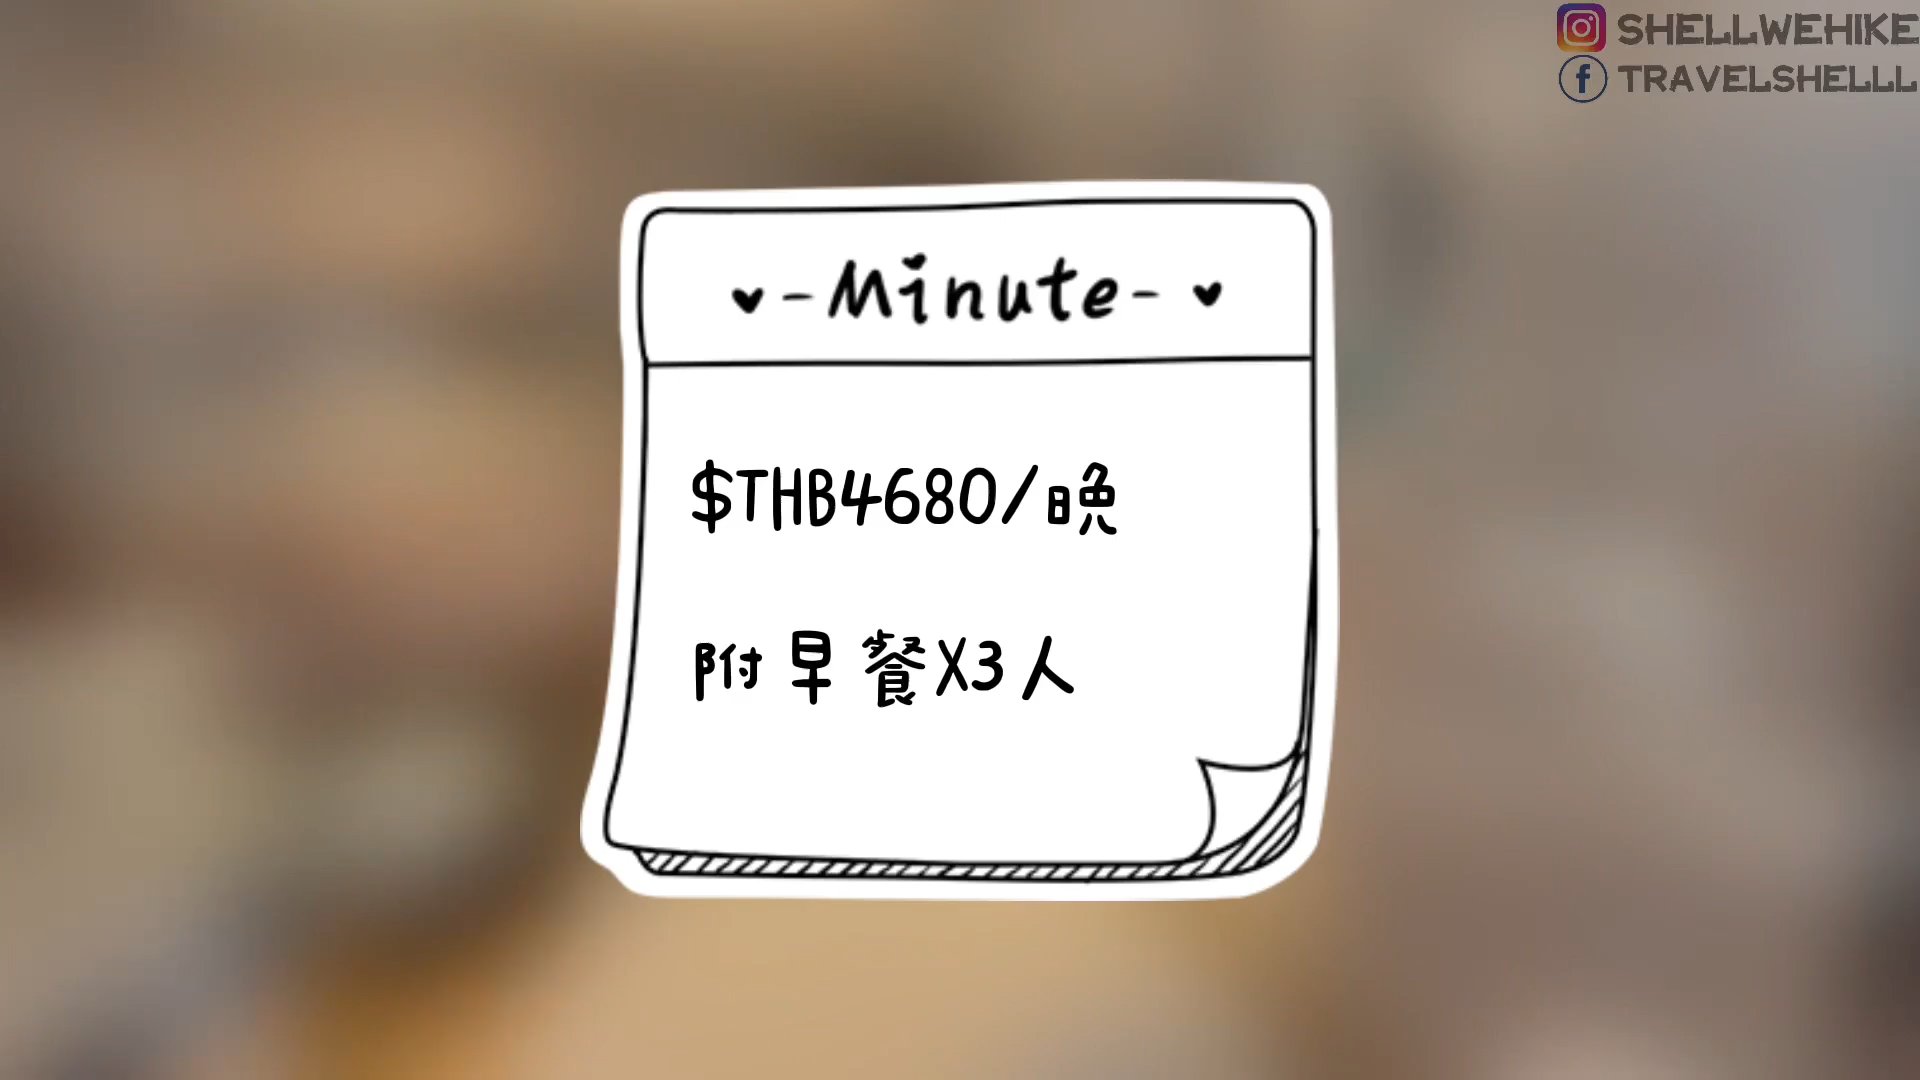 SHELLWEHIKE
TRAVELSHELLL
-Minute-
$THB4680/晚
附早餐X3人